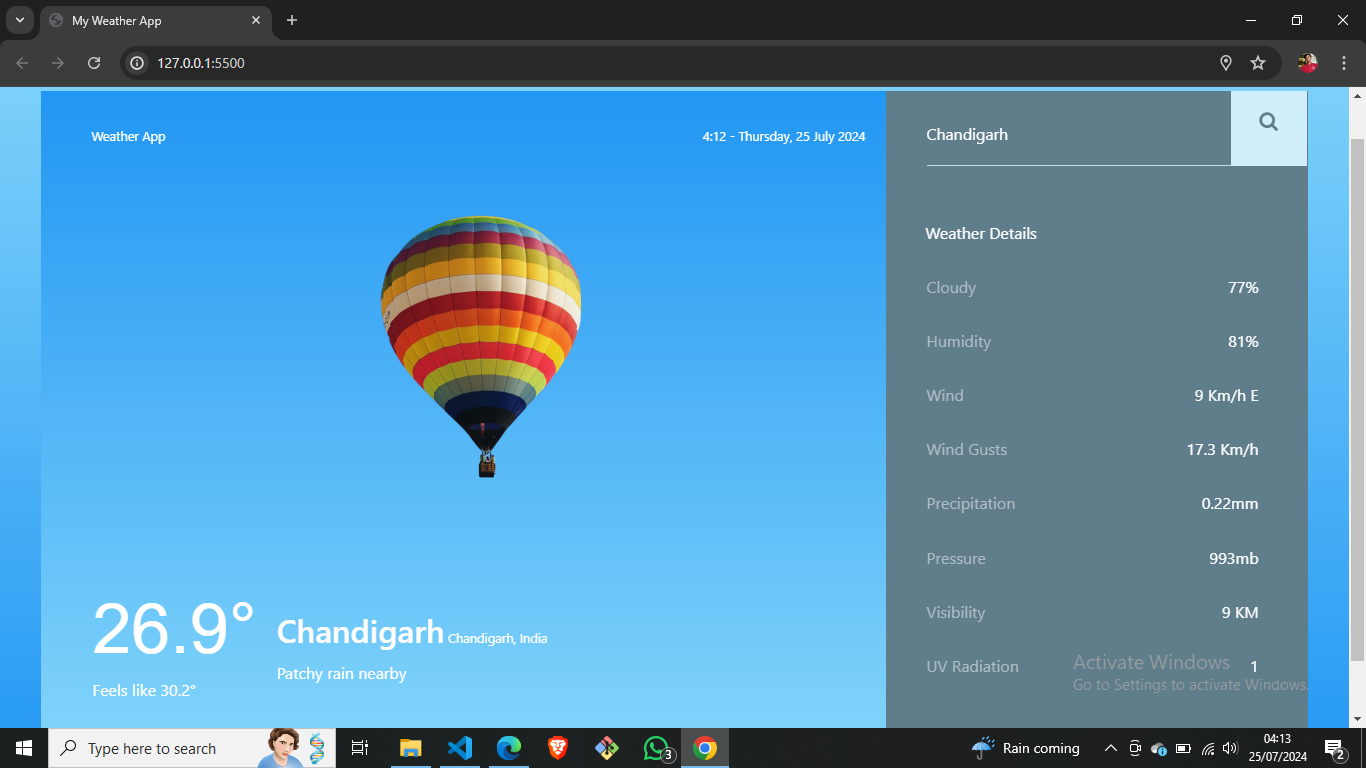 My Weather App
127.0.0.1:5500
Weather App
4:12 - Thursday, 25 July 2024
Chandigarh
Weather Details
Cloudy 77%
Humidity 81%
Wind 9 Km/h E
Wind Gusts 17.3 Km/h
Precipitation 0.22mm
Pressure 993mb
Visibility 9 KM
UV Radiation 1
26.9°
Feels like 30.2°
Chandigarh Chandigarh, India
Patchy rain nearby
Activate Windows
Go to Settings to activate Windows.
Type here to search
3
Rain coming
04:13
25/07/2024
2